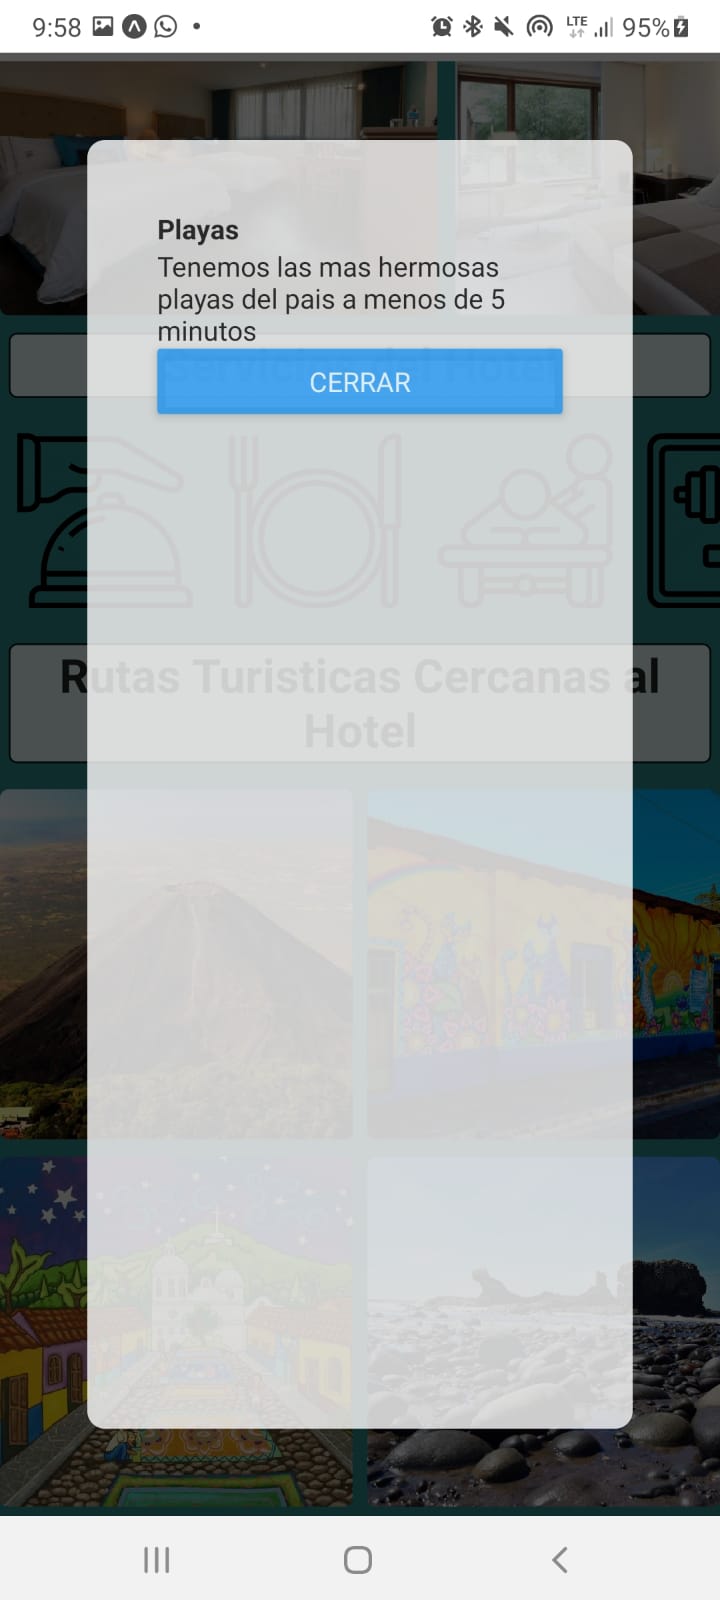 9:58
LTE
95%
Playas
Tenemos las mas hermosas
playas del pais a menos de 5
minutos
Servicios del Hotel
CERRAR
Rutas Turisticas Cercanas al
Hotel